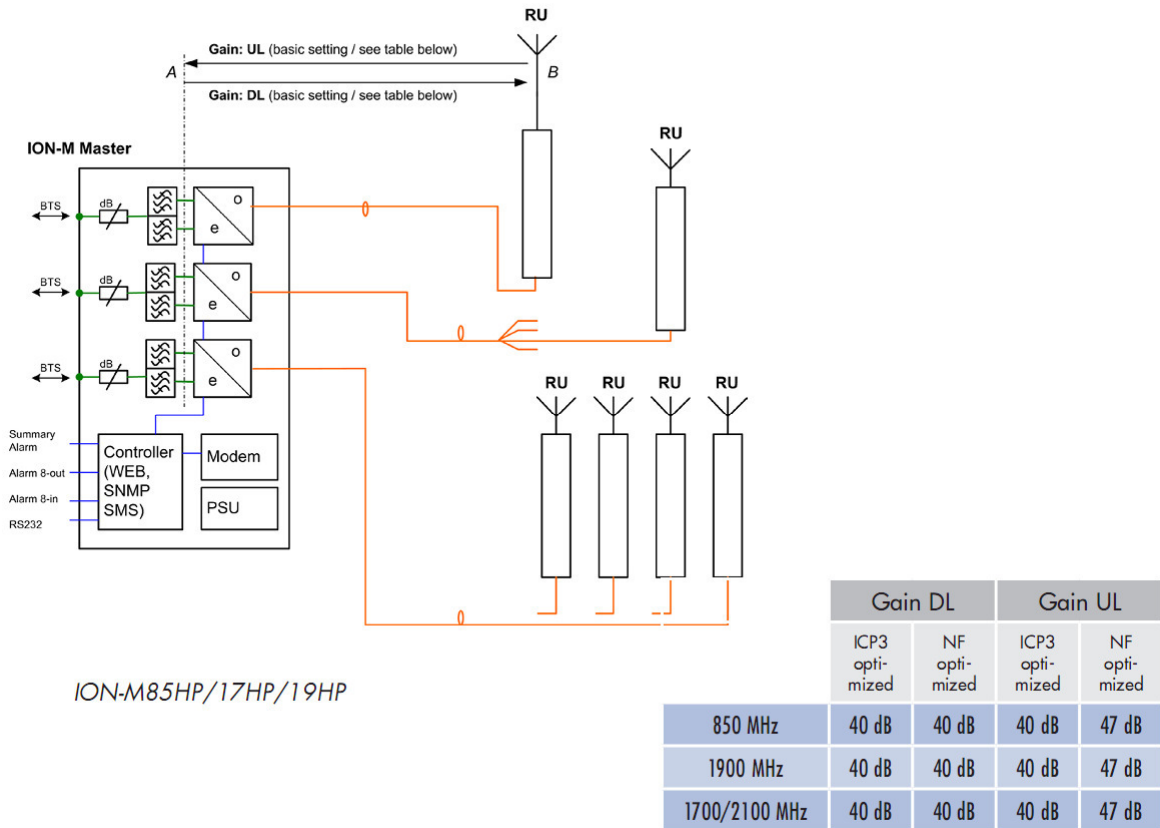 RU
Gain: UL (basic setting / see table below)
A
B
Gain: DL (basic setting / see table below)
RU
ION-M Master
BTS
dB
o
e
BTS
dB
o
e
BTS
dB
o
e
RU
RU
RU
RU
Summary
Alarm
Alarm 8-out
Alarm 8-in
RS232
Controller
(WEB,
SNMP
SMS)
Modem
PSU
ION-M85HP/17HP/19HP
Gain DL Gain UL
ICP3 opti-mized NF opti-mized ICP3 opti-mized NF opti-mized
850 MHz 40 dB 40 dB 40 dB 47 dB
1900 MHz 40 dB 40 dB 40 dB 47 dB
1700/2100 MHz 40 dB 40 dB 40 dB 47 dB